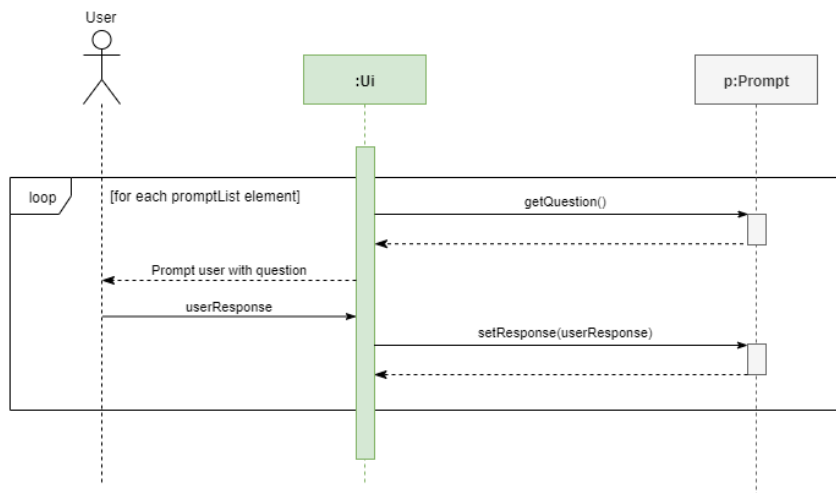 User
:Ui
p:Prompt
loop
[for each promptList element]
getQuestion()
Prompt user with question
userResponse
setResponse(userResponse)